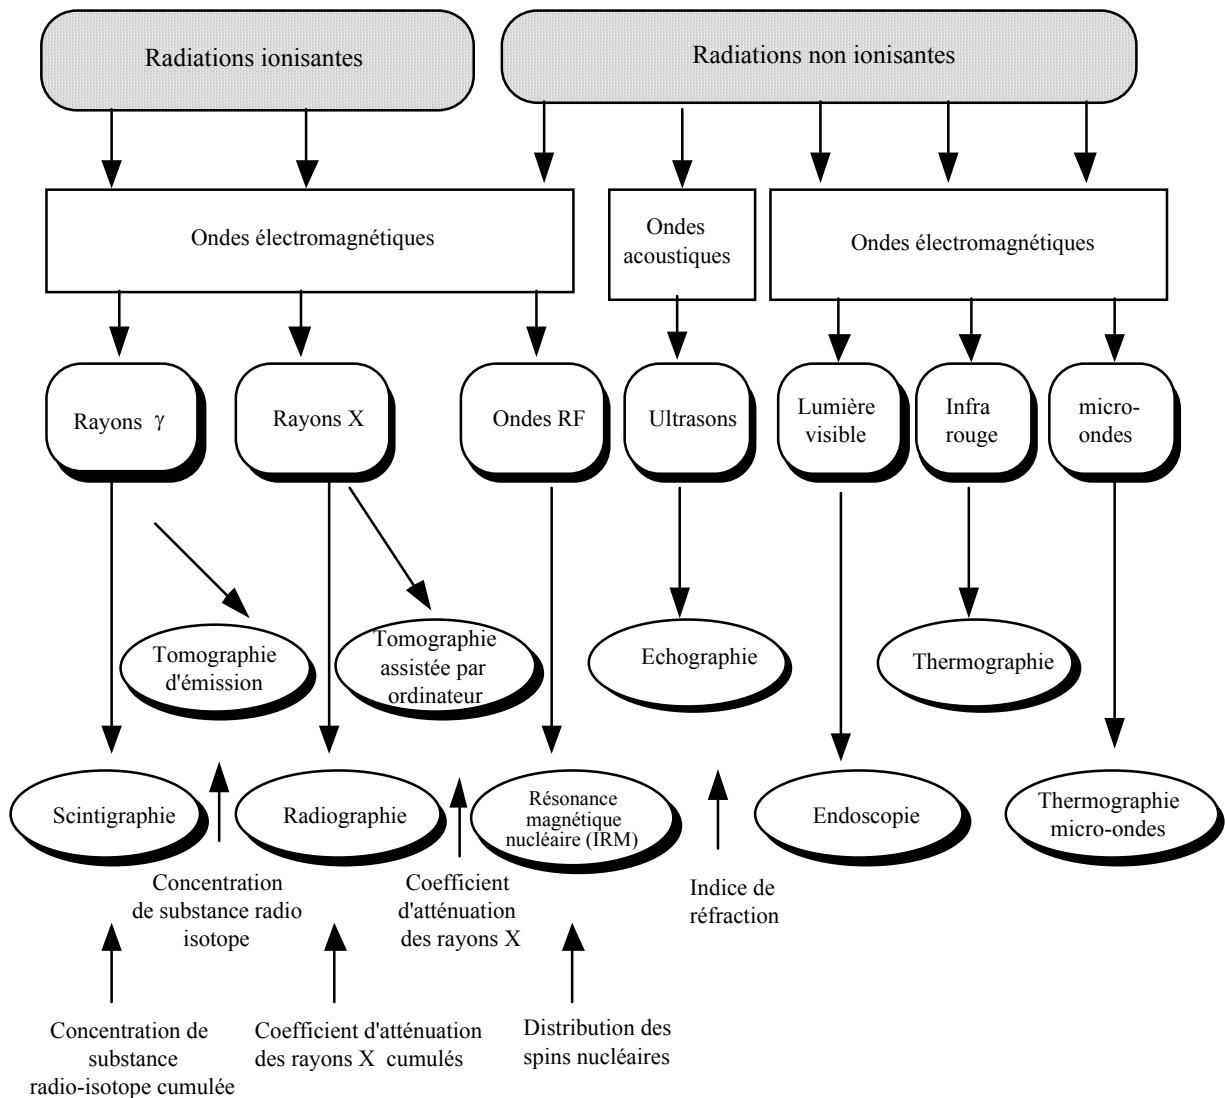 Radiations ionisantes
Radiations non ionisantes
Ondes électromagnétiques
Ondes
acoustiques
Ondes électromagnétiques
Rayons γ
Rayons X
Ondes RF
Ultrasons
Lumière
visible
Infra
rouge
micro-
ondes
Tomographie
d'émission
Tomographie
assistée par
ordinateur
Echographie
Thermographie
Scintigraphie
Radiographie
Résonance
magnétique
nucléaire (IRM)
Endoscopie
Thermographie
micro-ondes
Concentration
de substance radio
isotope
Coefficient
d'atténuation
des rayons X
Indice de
réfraction
Concentration de
substance
radio-isotope cumulée
Coefficient d'atténuation
des rayons X cumulés
Distribution des
spins nucléaires